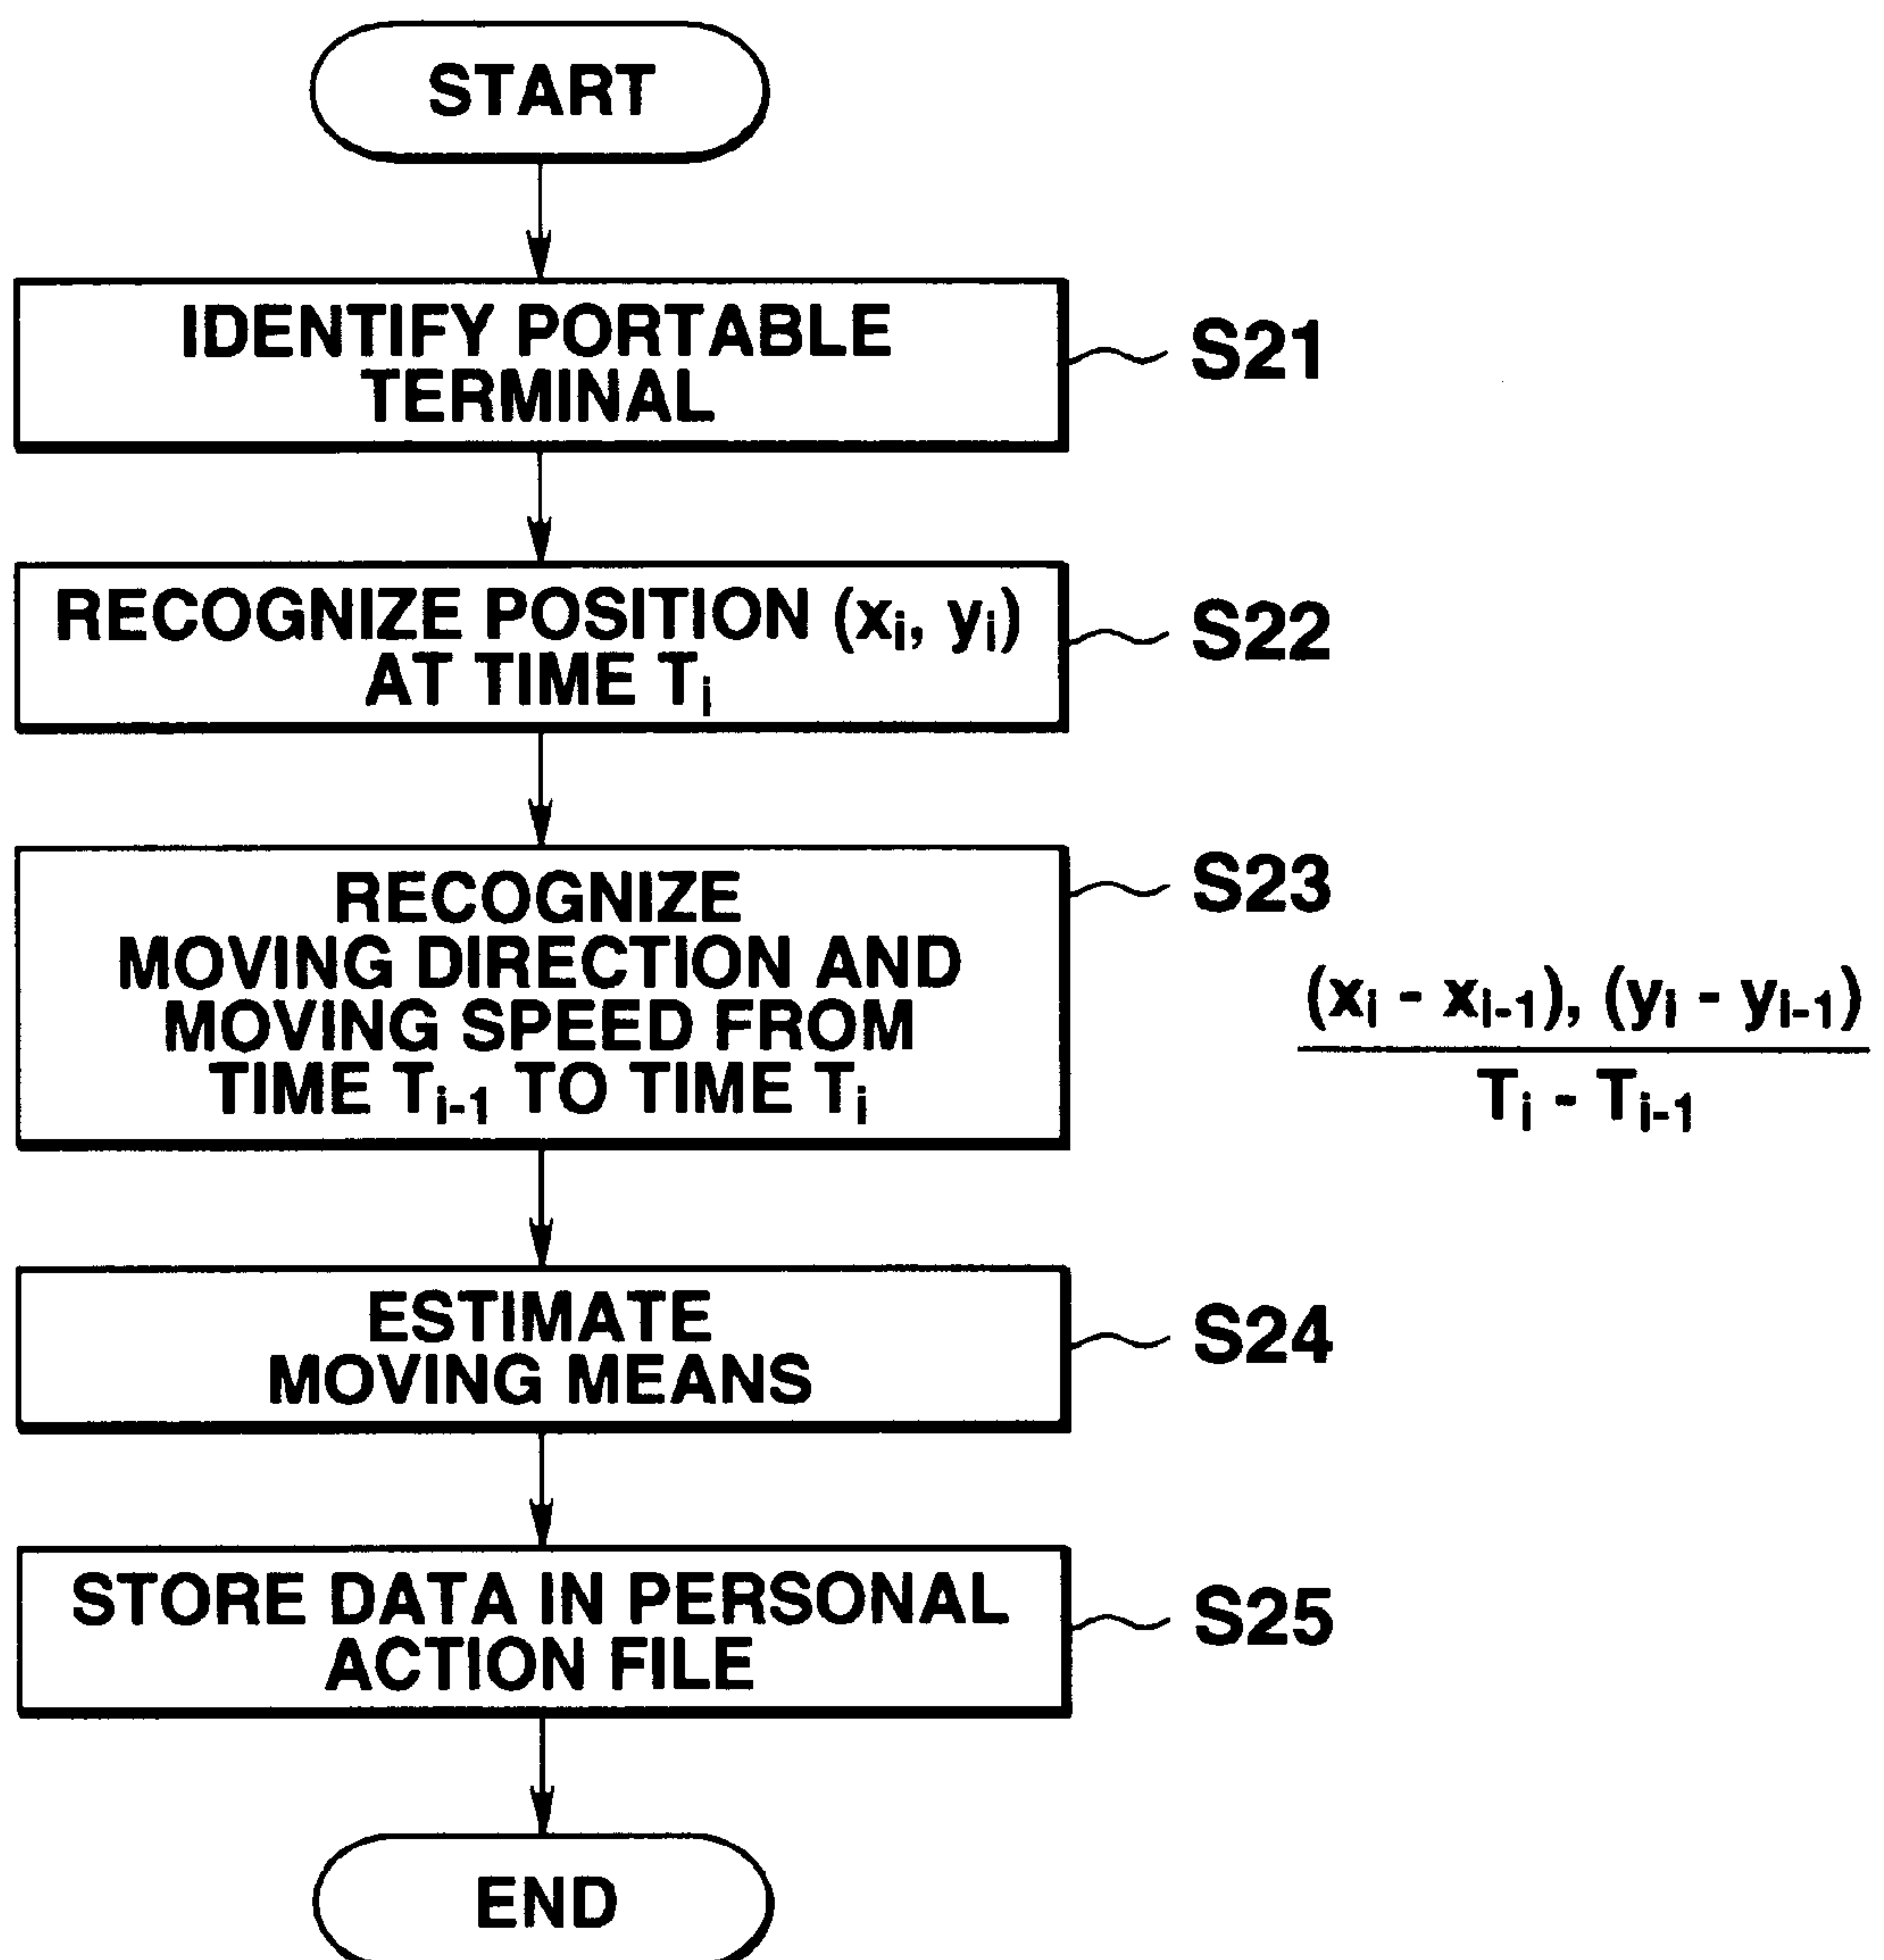 START
IDENTIFY PORTABLE
TERMINAL
S21
RECOGNIZE POSITION (xi, yi)
AT TIME Ti
S22
RECOGNIZE
MOVING DIRECTION AND
MOVING SPEED FROM
TIME Ti-1 TO TIME Ti
S23
(xi - xi-1), (yi - yi-1)
Ti - Ti-1
ESTIMATE
MOVING MEANS
S24
STORE DATA IN PERSONAL
ACTION FILE
S25
END